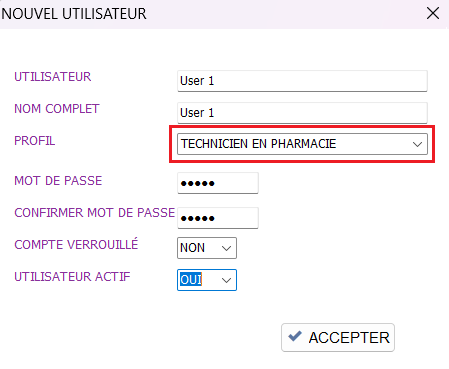 NOUVEL UTILISATEUR
UTILISATEUR User 1
NOM COMPLET User 1
PROFIL TECHNICIEN EN PHARMACIE
MOT DE PASSE •••••
CONFIRMER MOT DE PASSE •••••
COMPTE VERROUILLÉ NON
UTILISATEUR ACTIF OUI
ACCEPTER